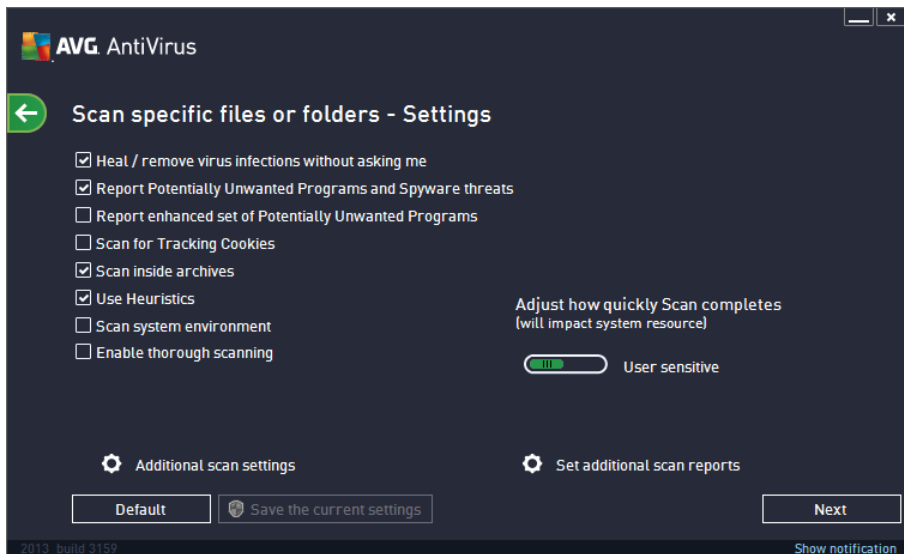 AVG. AntiVirus
Scan specific files or folders - Settings
Heal / remove virus infections without asking me
Report Potentially Unwanted Programs and Spyware threats
Report enhanced set of Potentially Unwanted Programs
Scan for Tracking Cookies
Scan inside archives
Use Heuristics
Scan system environment
Enable thorough scanning
Adjust how quickly Scan completes
(will impact system resource)
User sensitive
Additional scan settings
Set additional scan reports
Default
Save the current settings
Next
2013 build 3159
Show notification